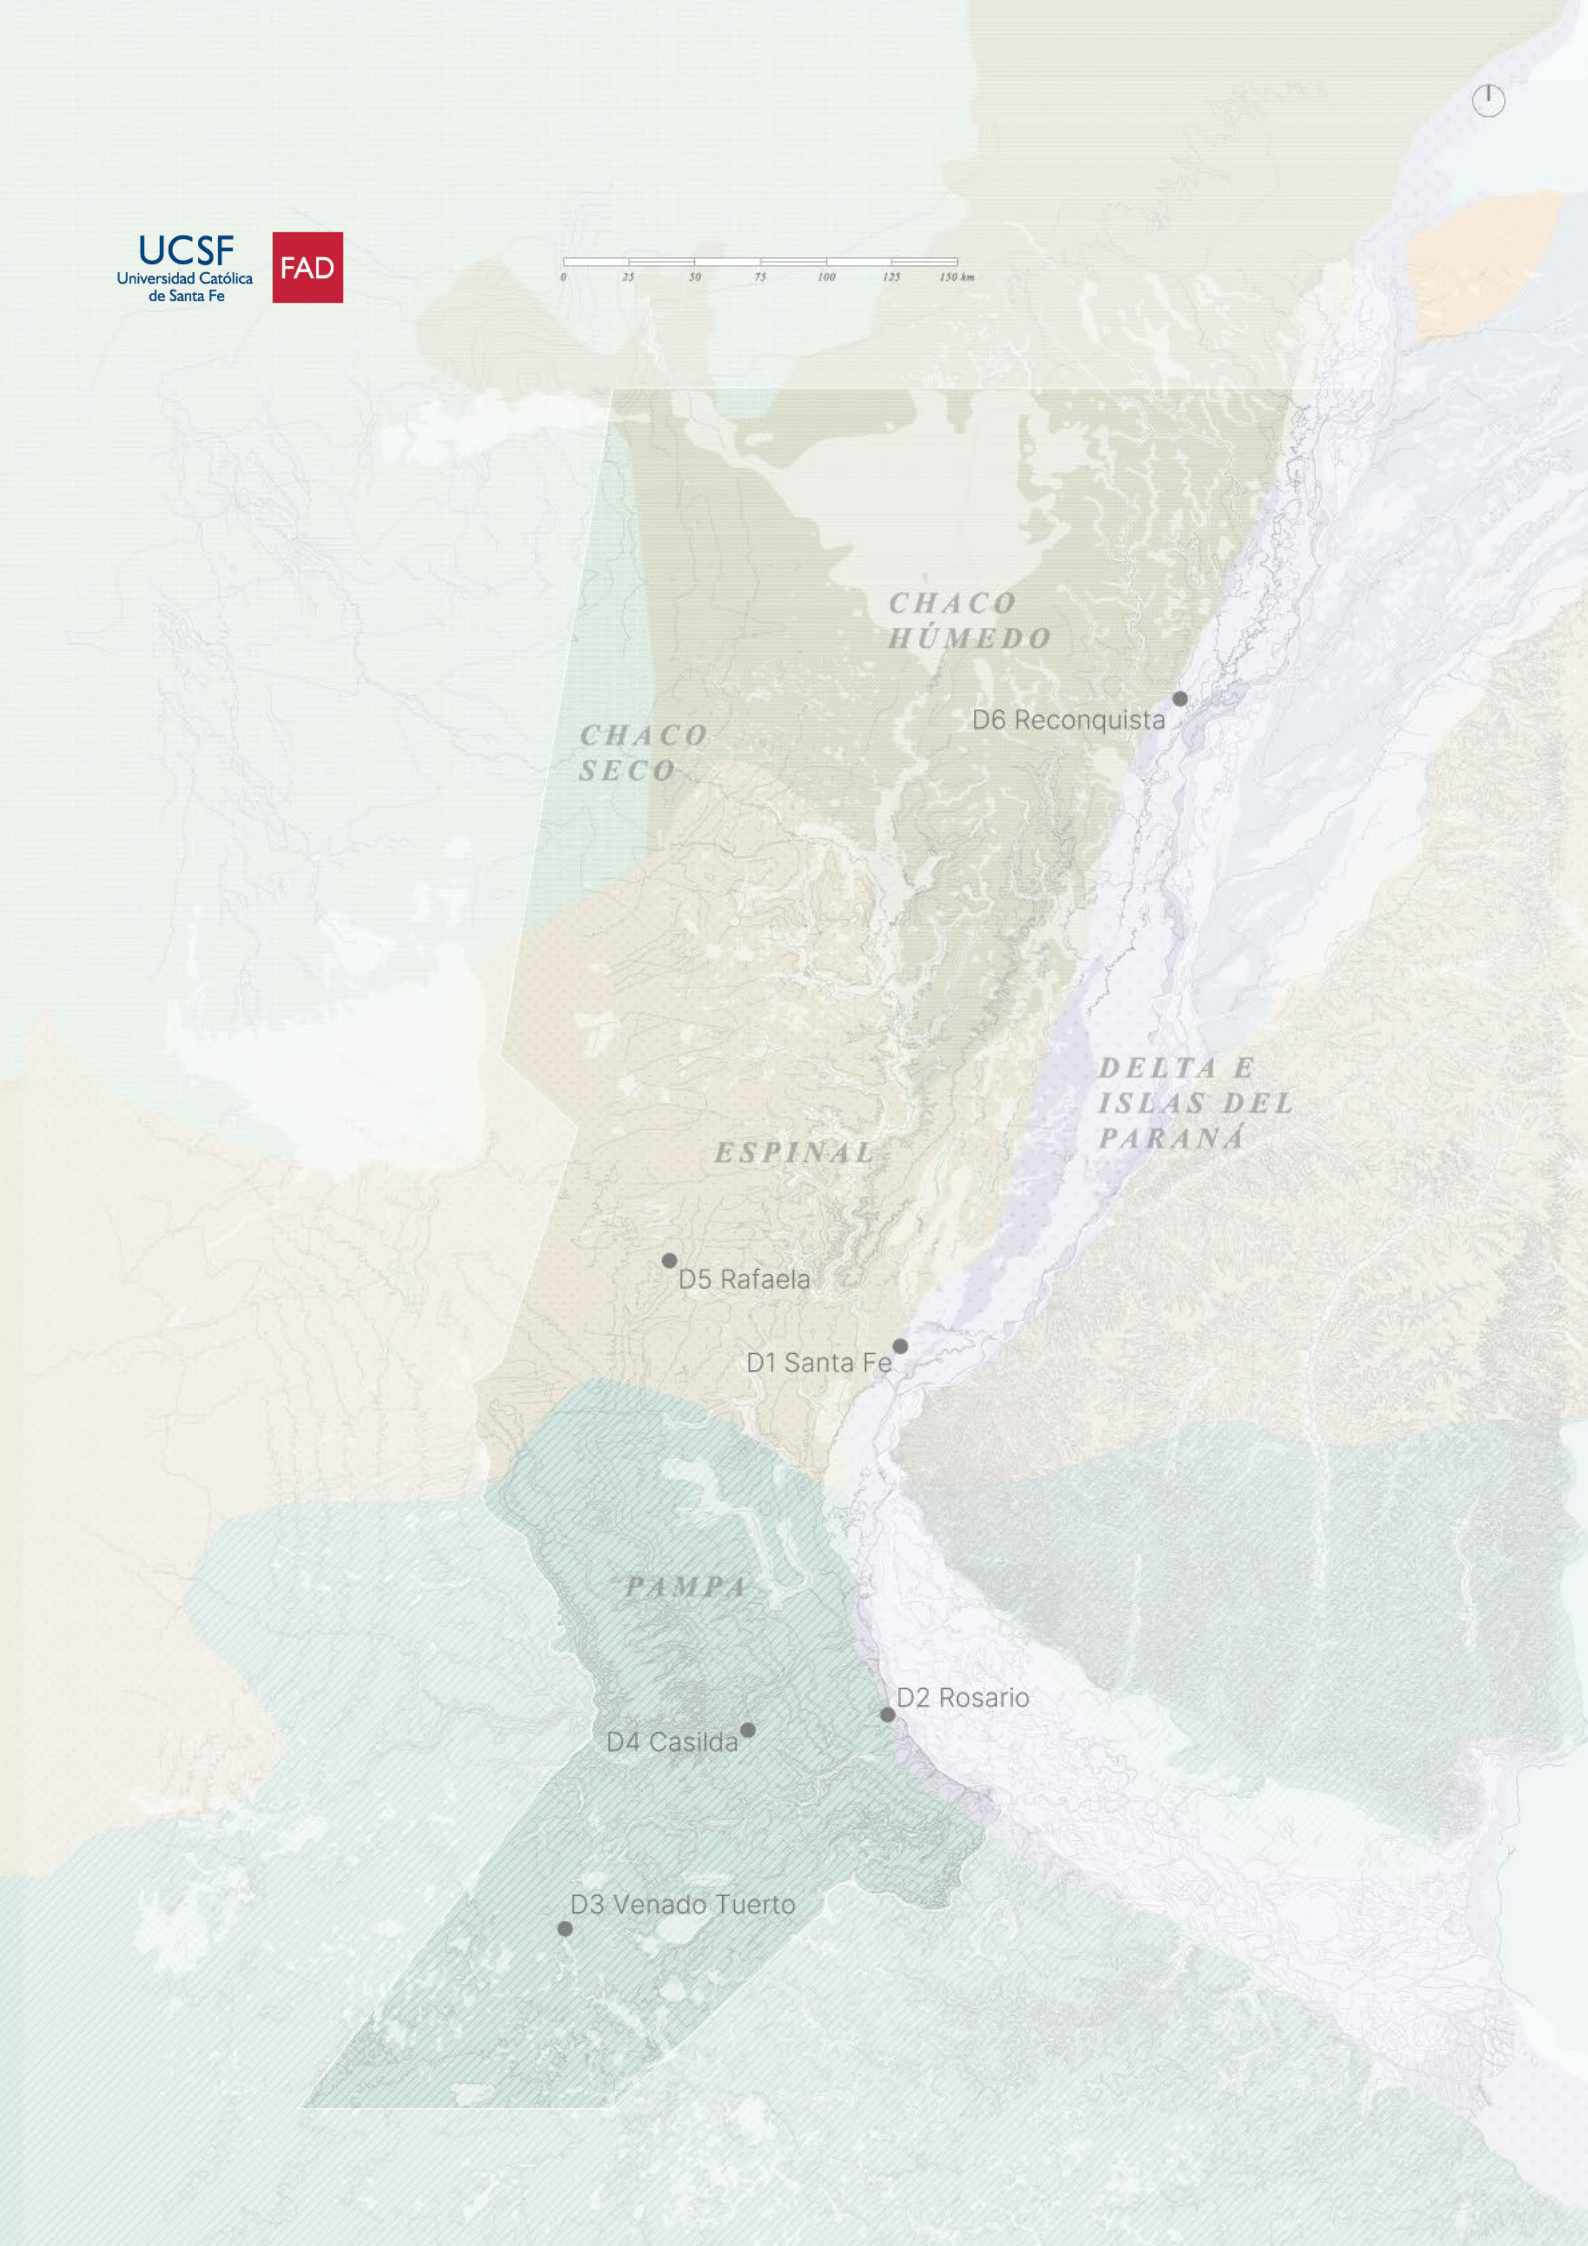 UCSF
Universidad Católica
de Santa Fe
FAD
0 25 50 75 100 125 150 km
CHACO
HÚMEDO
D6 Reconquista
CHACO
SECO
DELTA E
ISLAS DEL
PARANÁ
ESPINAL
D5 Rafaela
D1 Santa Fe
PAMPA
D2 Rosario
D4 Casilda
D3 Venado Tuerto